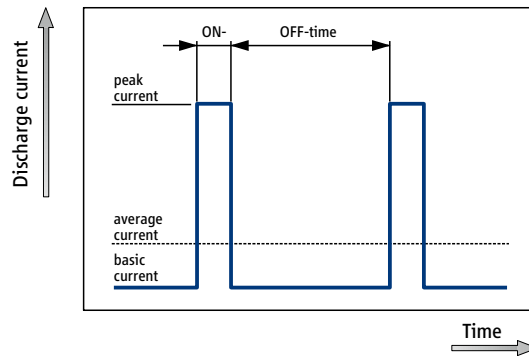 Discharge current
ON-
OFF-time
peak
current
average
current
basic
current
Time